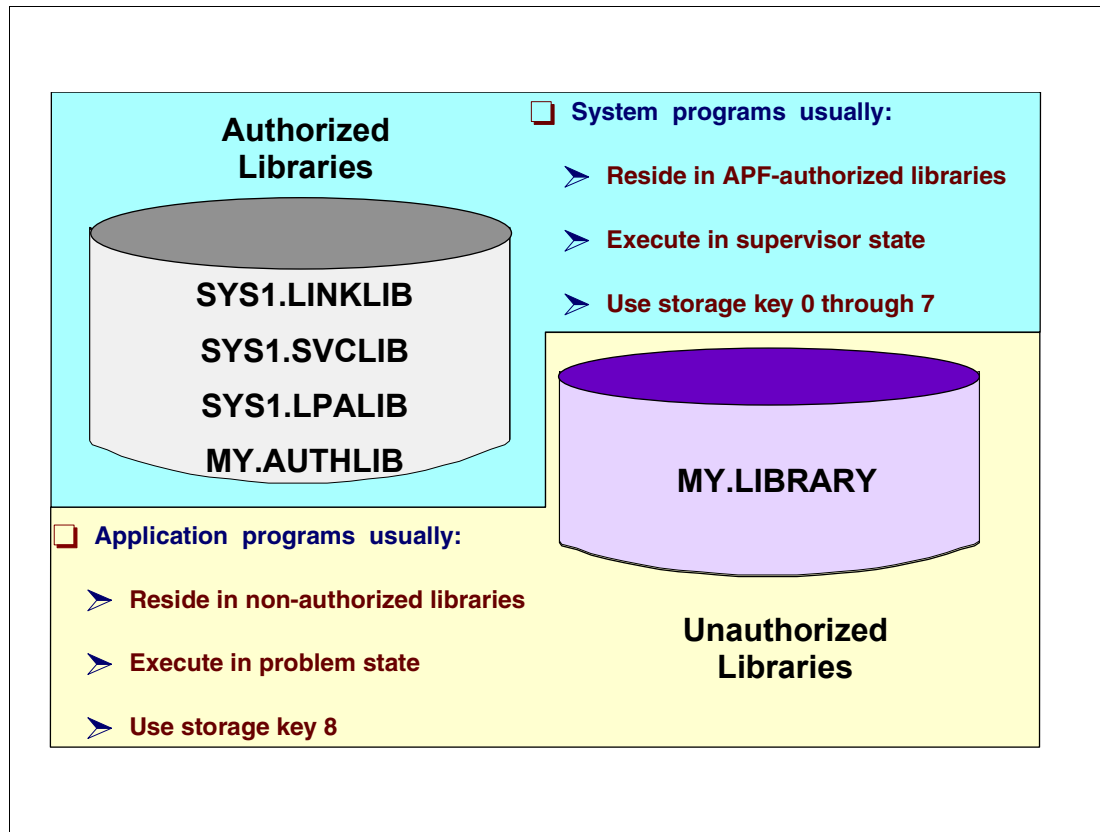 Authorized
Libraries
SYS1.LINKLIB
SYS1.SVCLIB
SYS1.LPALIB
MY.AUTHLIB
System programs usually:
Reside in APF-authorized libraries
Execute in supervisor state
Use storage key 0 through 7
Application programs usually:
Reside in non-authorized libraries
Execute in problem state
Use storage key 8
MY.LIBRARY
Unauthorized
Libraries